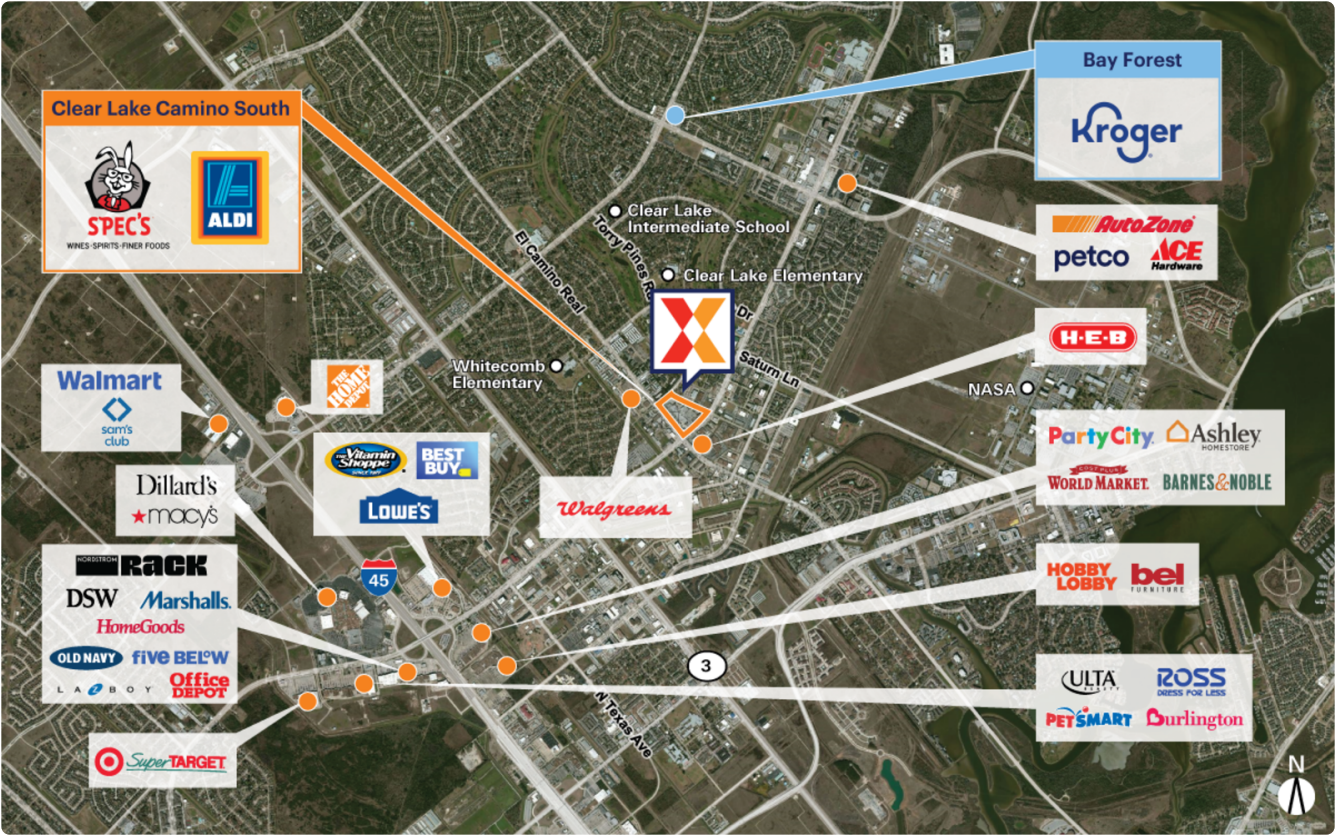 Bay Forest
Kroger
Clear Lake Camino South
SPEC'S
WINES·SPIRITS·FINER FOODS
ALDI
Clear Lake
Intermediate School
El Camino Real
Torry Pines R
Dr
Clear Lake Elementary
AutoZone
petco
ACE
Hardware
H-E-B
Saturn Ln
NASA
Whitecomb
Elementary
Walmart
sam's
club
THE
HOME
DEPOT
the Vitamin
Shoppe
BEST
BUY
LOWE'S
Walgreens
Party City
Ashley
HOMESTORE
COST PLUS
WORLD MARKET.
BARNES&NOBLE
Dillard's
macy's
NORDSTROM
RACK
DSW
Marshalls.
HomeGoods
OLD NAVY
five BELOW
LA Z BOY
Office
DEPOT
45
HOBBY
LOBBY
bel
FURNITURE
3
N Texas Ave
ULTA
BEAUTY
ROSS
DRESS FOR LESS
PETSMART
Burlington
Super TARGET
N